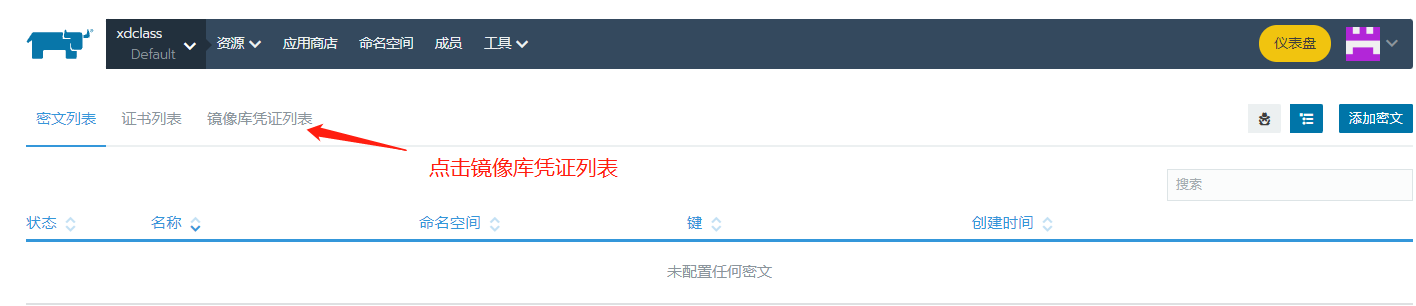 xdclass
Default
资源 应用商店 命名空间 成员 工具 仪表盘
密文列表 证书列表 镜像库凭证列表 添加密文
点击镜像库凭证列表
搜索
状态 名称 命名空间 键 创建时间
未配置任何密文